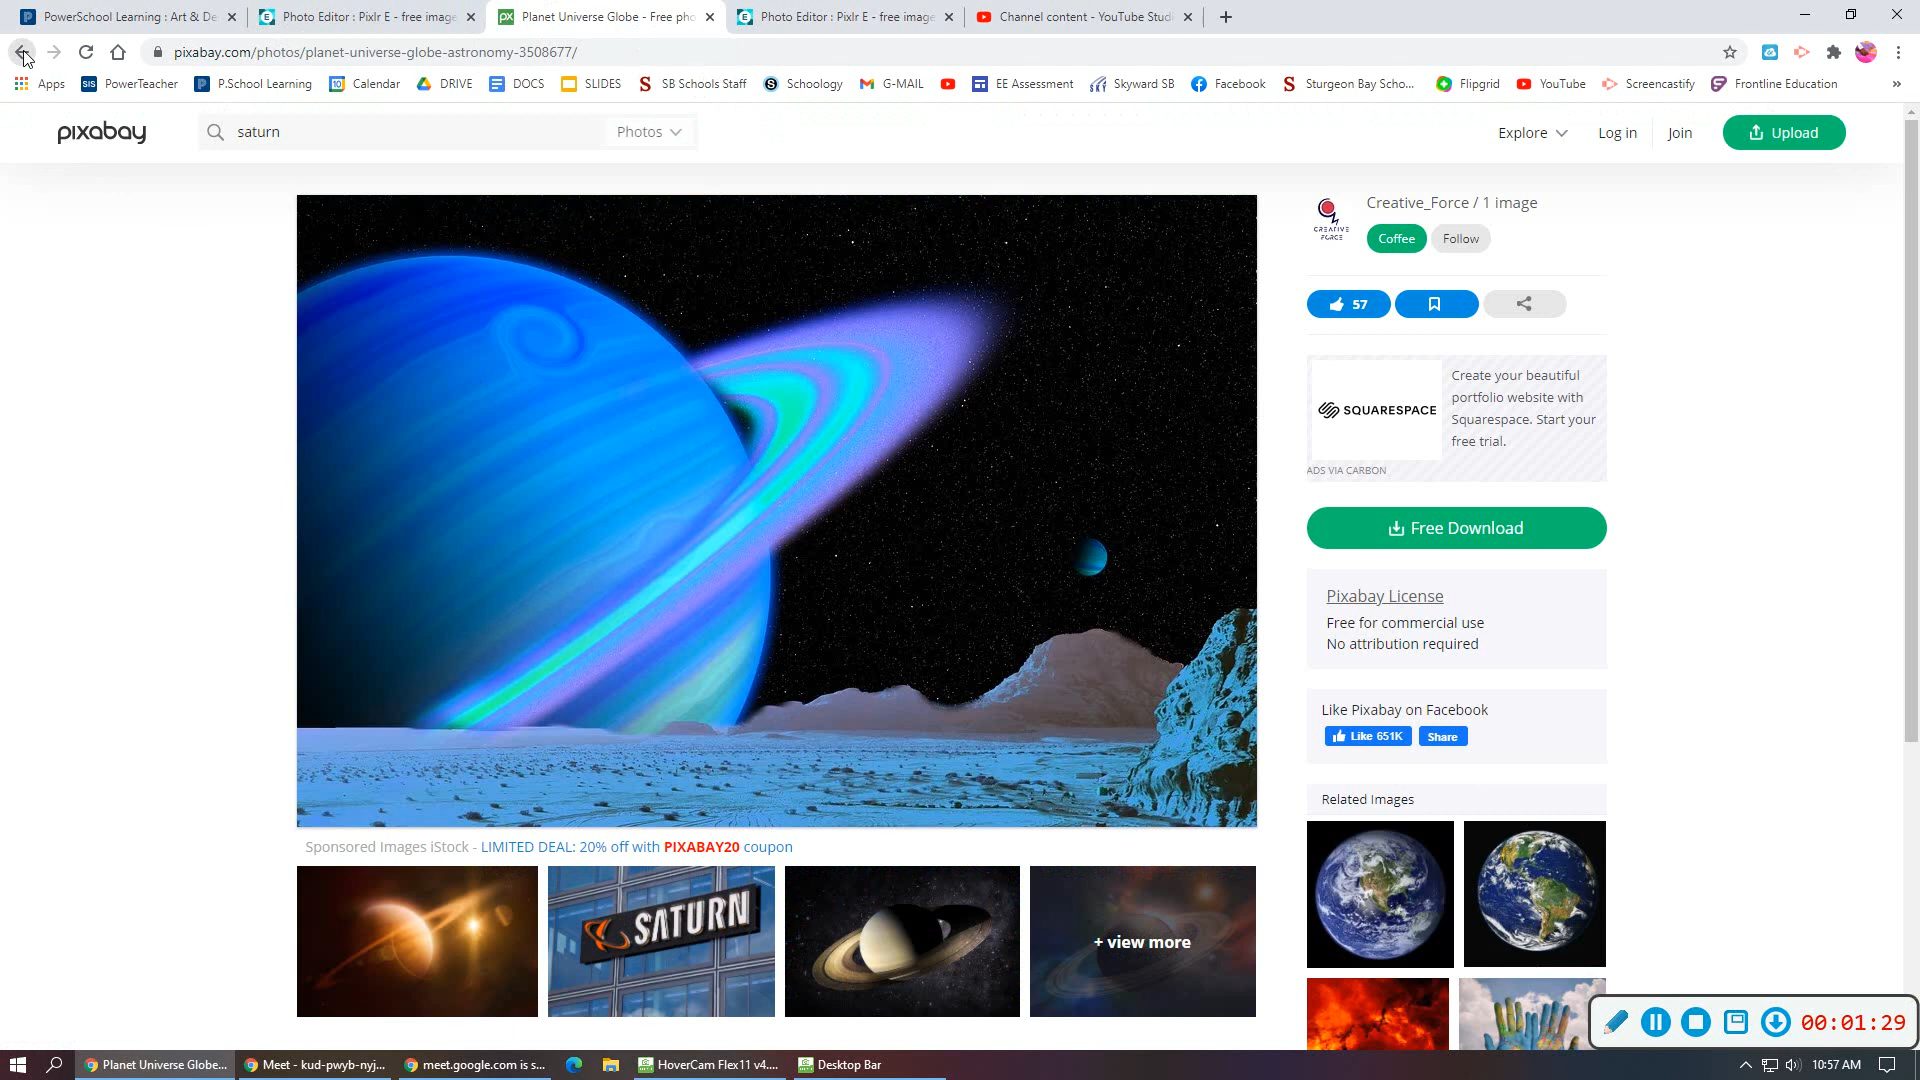 PowerSchool Learning : Art & De
Photo Editor : Pixlr E - free image
Planet Universe Globe - Free pho
Photo Editor : Pixlr E - free image
Channel content - YouTube Studi
pixabay.com/photos/planet-universe-globe-astronomy-3508677/
Apps
SIS PowerTeacher
P.School Learning
Calendar
DRIVE
DOCS
SLIDES
SB Schools Staff
Schoology
G-MAIL
EE Assessment
Skyward SB
Facebook
Sturgeon Bay Scho...
Flipgrid
YouTube
Screencastify
Frontline Education
»
pixabay
saturn
Photos
Explore
Log in
Join
Upload
Creative_Force / 1 image
CREATIVE
FORCE
Coffee
Follow
57
SQUARESPACE
Create your beautiful
portfolio website with
Squarespace. Start your
free trial.
ADS VIA CARBON
Free Download
Pixabay License
Free for commercial use
No attribution required
Like Pixabay on Facebook
Like 651K
Share
Related Images
Sponsored Images iStock - LIMITED DEAL: 20% off with PIXABAY20 coupon
SATURN
+ view more
00:01:29
Planet Universe Globe...
Meet - kud-pwyb-nyj...
meet.google.com is s...
HoverCam Flex11 v4....
Desktop Bar
10:57 AM